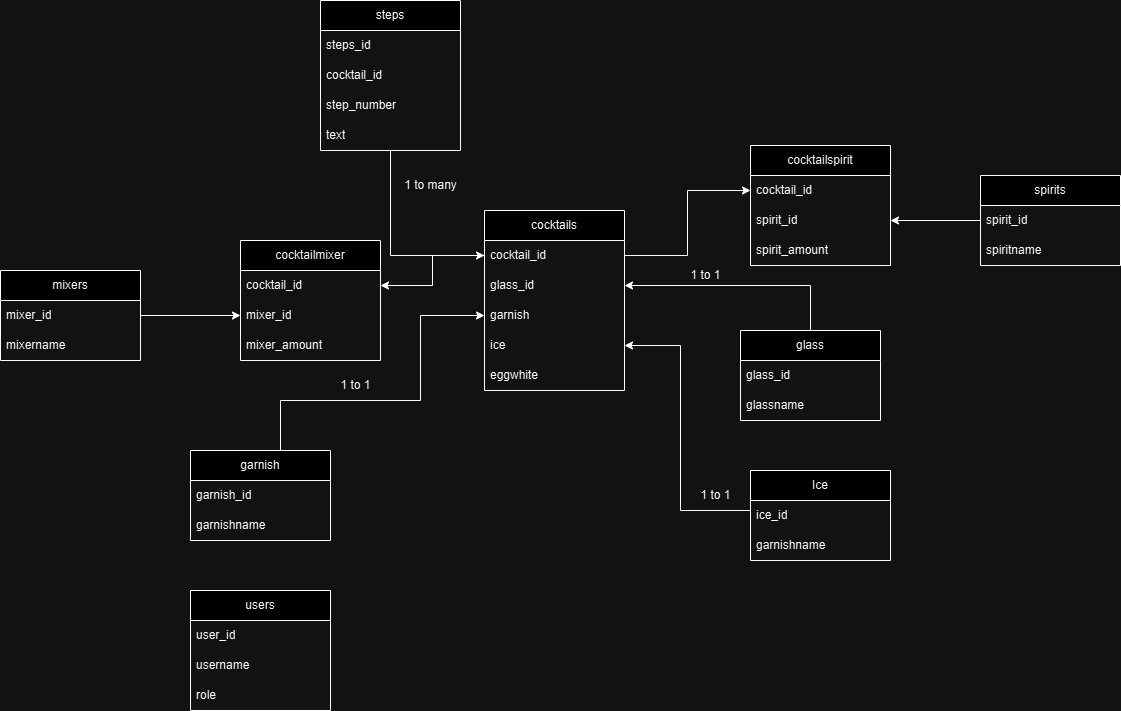 steps
steps_id
cocktail_id
step_number
text
1 to many
cocktailspirit
cocktail_id
spirit_id
spirit_amount
spirits
spirit_id
spiritname
cocktails
cocktail_id
glass_id
garnish
ice
eggwhite
cocktailmixer
cocktail_id
mixer_id
mixer_amount
mixers
mixer_id
mixername
1 to 1
glass
glass_id
glassname
1 to 1
garnish
garnish_id
garnishname
1 to 1
Ice
ice_id
garnishname
users
user_id
username
role